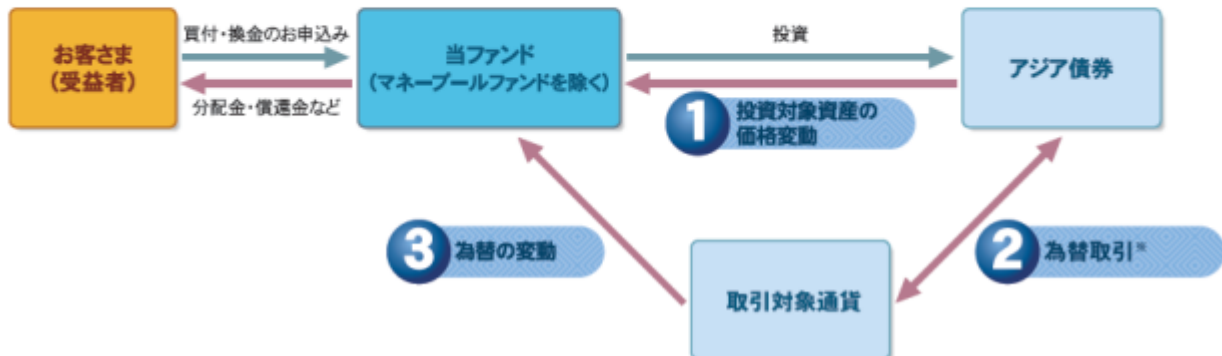 お客さま
(受益者)
買付・換金のお申込み
分配金・償還金など
当ファンド
(マネープールファンドを除く)
投資
アジア債券
1 投資対象資産の
価格変動
3 為替の変動
2 為替取引※
取引対象通貨